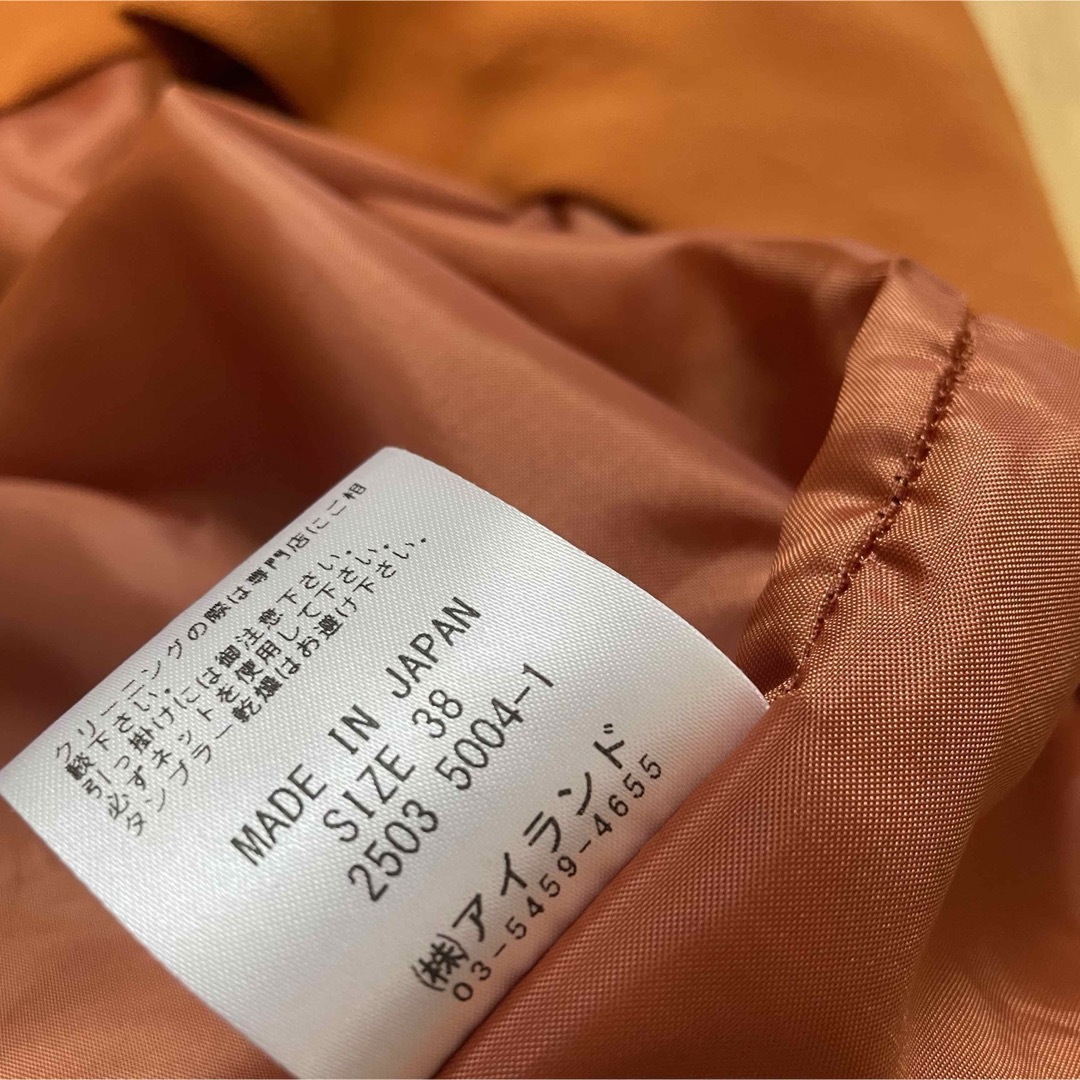 クリーニングの際は専門店にご相
談下さい.
引っ掛けには御注意下さい.
必ずネットを使用して下さい.
タンブラー乾燥はお避け下さい.
MADE IN JAPAN
SIZE 38
2503 5004-1
㈱アイランド
03-5459-4655